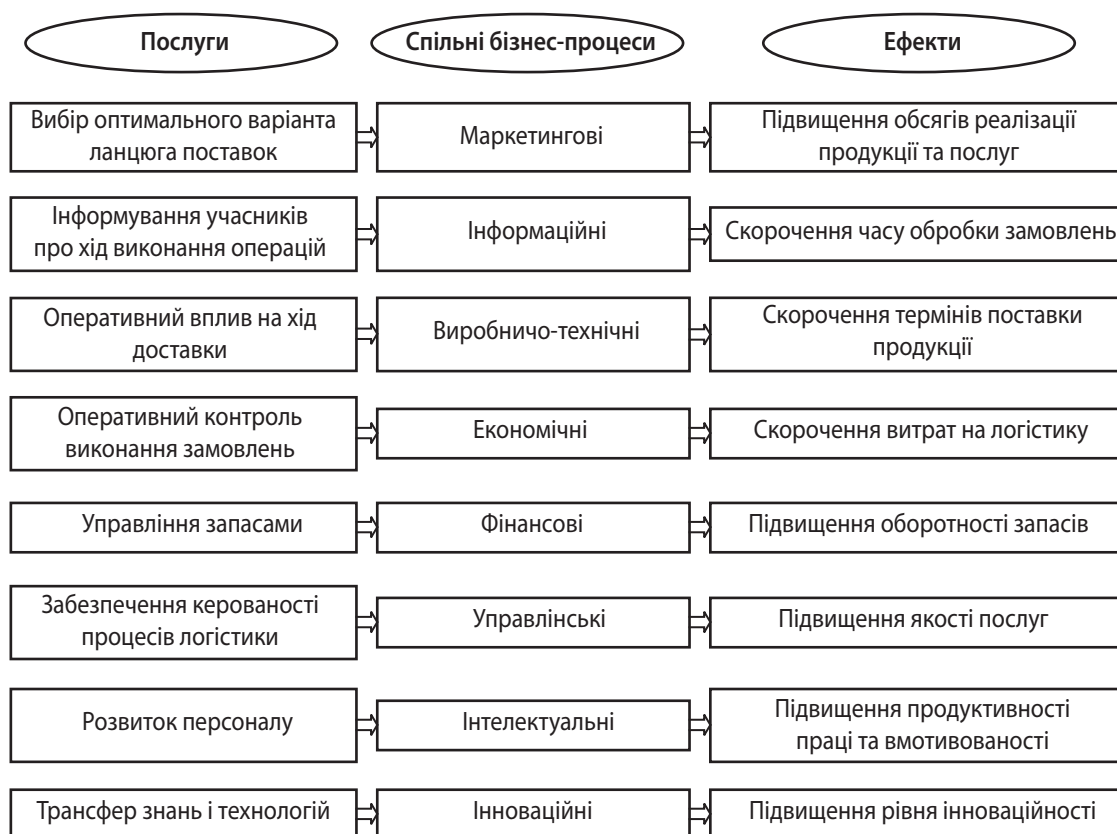 Послуги
Спільні бізнес-процеси
Ефекти
Вибір оптимального варіанта
ланцюга поставок
Маркетингові
Підвищення обсягів реалізації
продукції та послуг
Інформування учасників
про хід виконання операцій
Інформаційні
Скорочення часу обробки замовлень
Оперативний вплив на хід
доставки
Виробничо-технічні
Скорочення термінів поставки
продукції
Оперативний контроль
виконання замовлень
Економічні
Скорочення витрат на логістику
Управління запасами
Фінансові
Підвищення оборотності запасів
Забезпечення керованості
процесів логістики
Управлінські
Підвищення якості послуг
Розвиток персоналу
Інтелектуальні
Підвищення продуктивності
праці та вмотивованості
Трансфер знань і технологій
Інноваційні
Підвищення рівня інноваційності